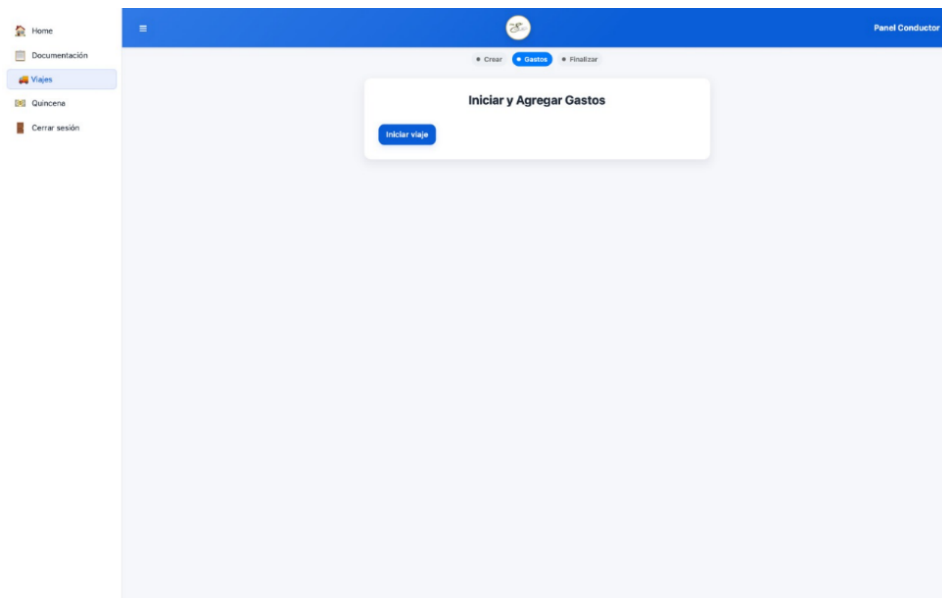 Home
Documentación
Viajes
Quincena
Cerrar sesión
Panel Conductor
Crear
Gastos
Finalizar
Iniciar y Agregar Gastos
Iniciar viaje